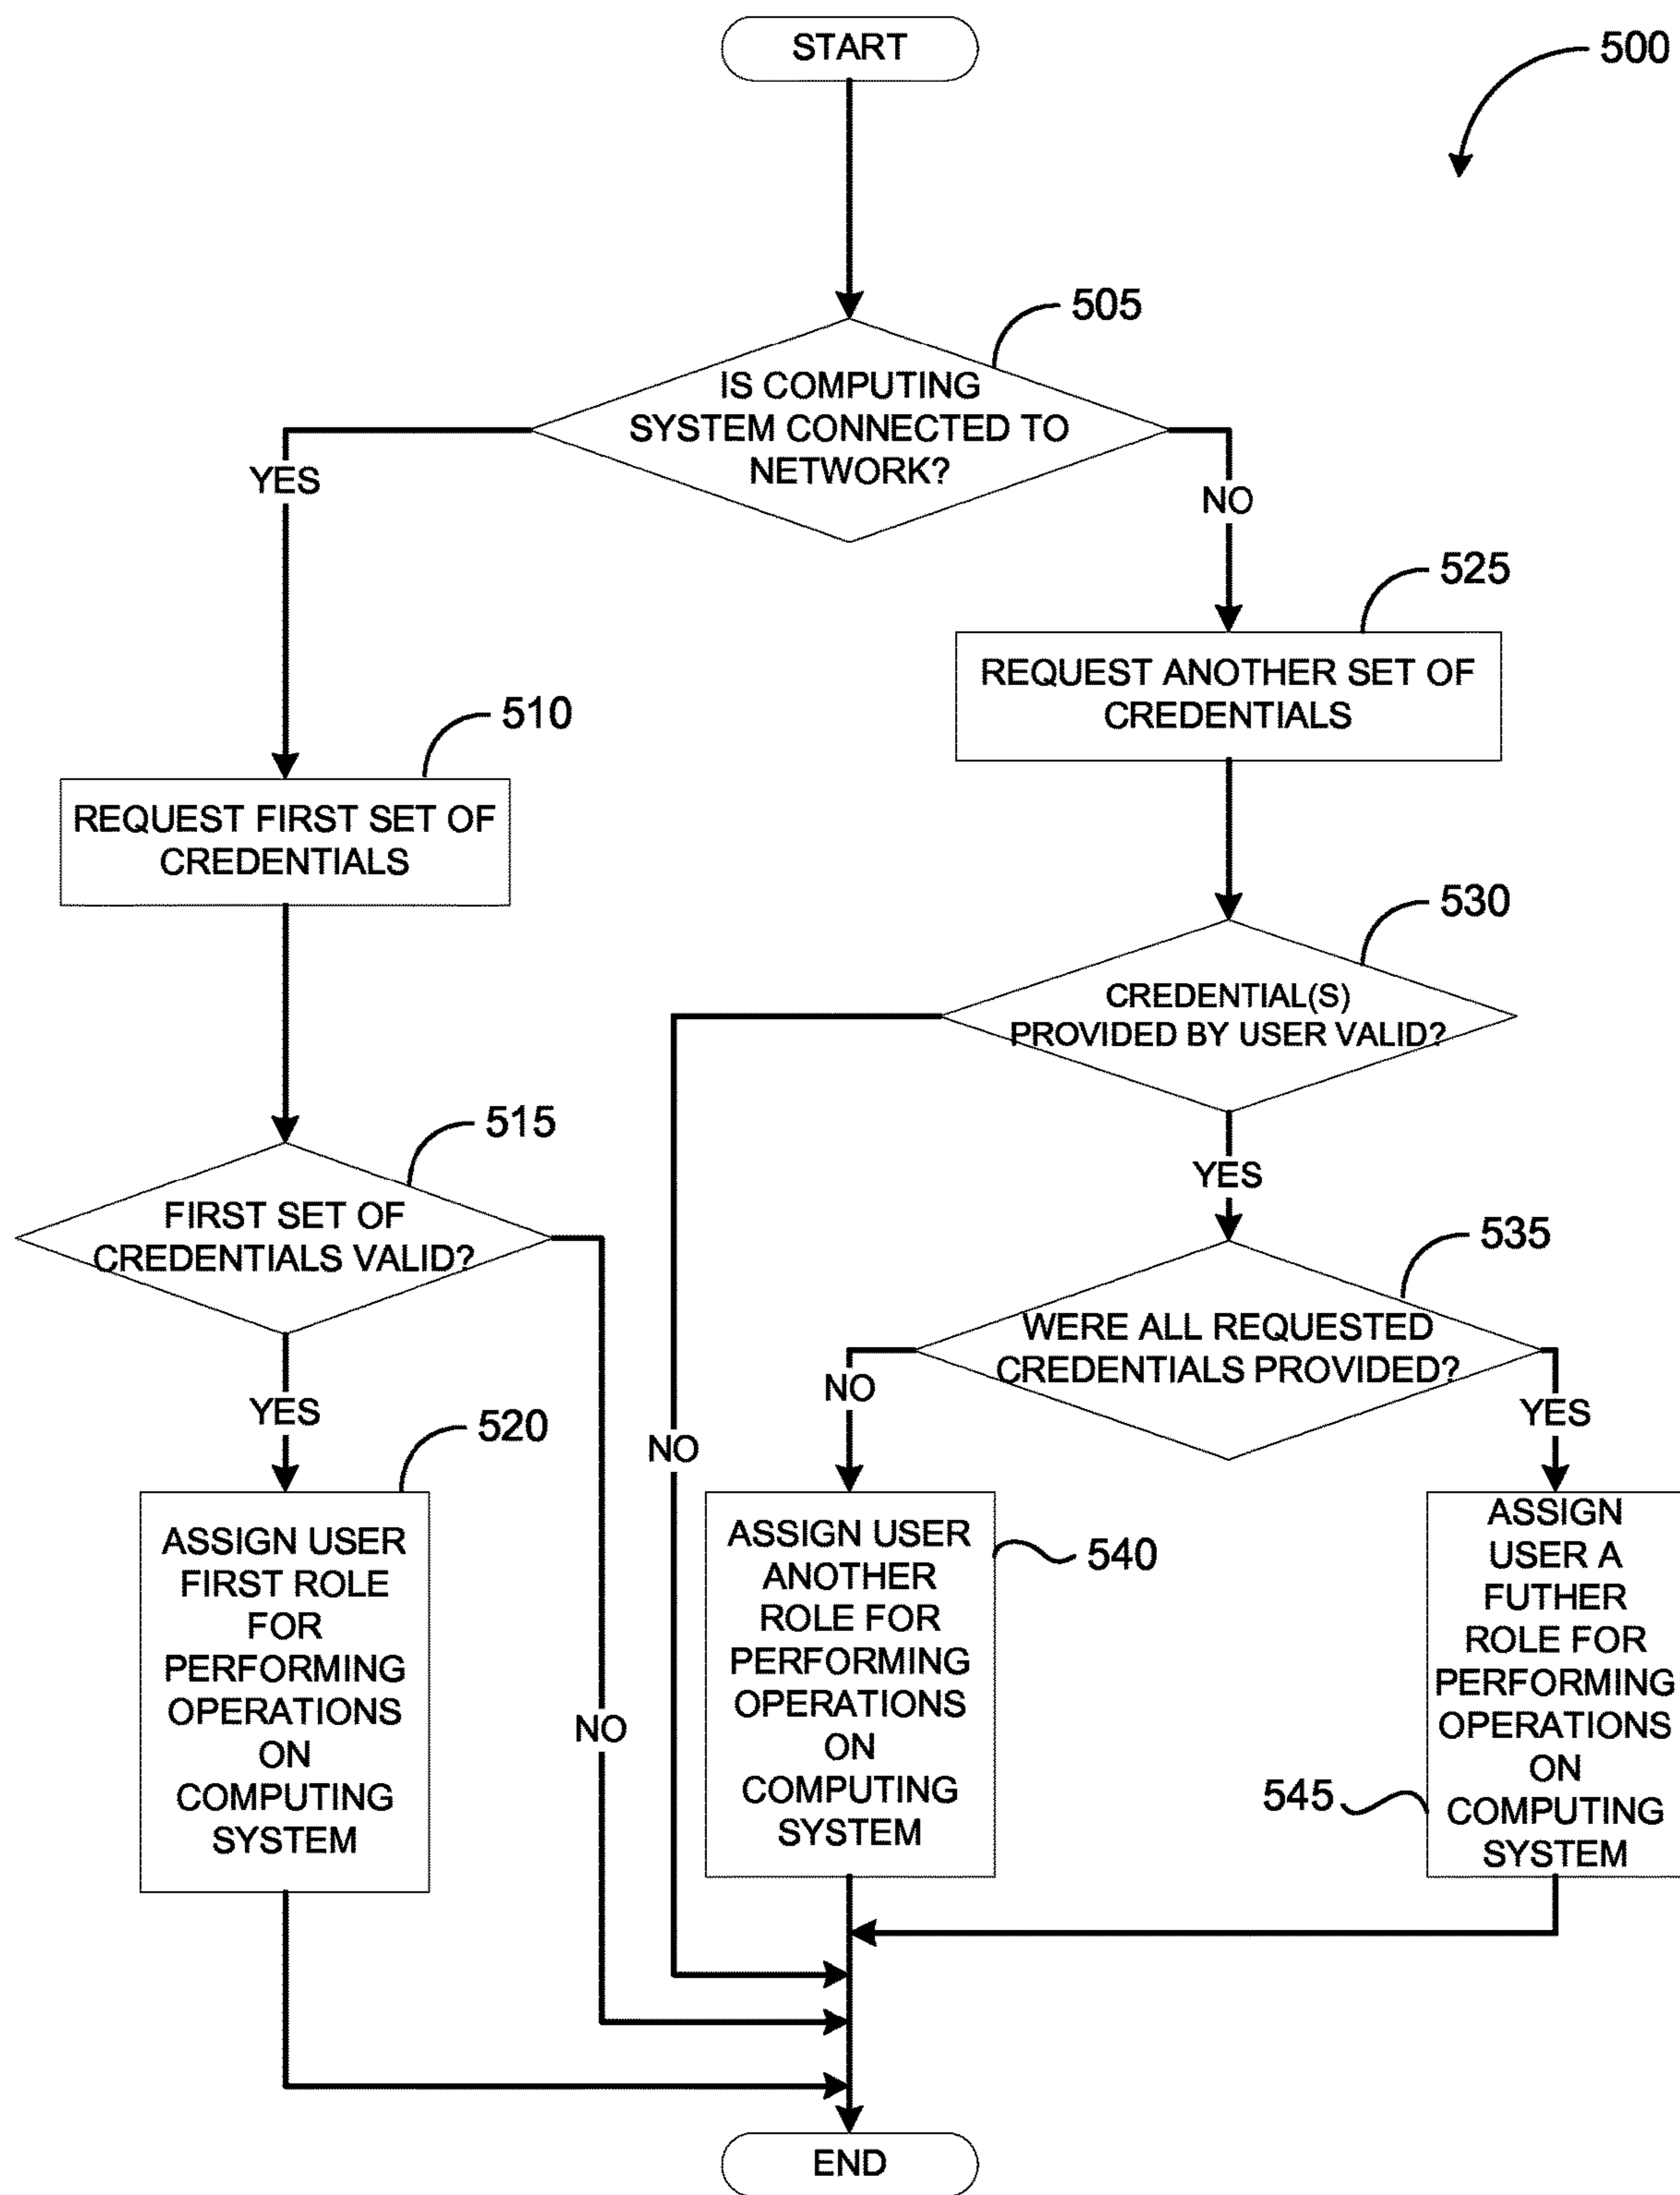 START
500
505
IS COMPUTING
SYSTEM CONNECTED TO
NETWORK?
YES
NO
525
REQUEST ANOTHER SET OF
CREDENTIALS
510
REQUEST FIRST SET OF
CREDENTIALS
530
CREDENTIAL(S)
PROVIDED BY USER VALID?
515
FIRST SET OF
CREDENTIALS VALID?
YES
535
WERE ALL REQUESTED
CREDENTIALS PROVIDED?
NO
YES
YES
520
NO
ASSIGN USER
FIRST ROLE
FOR
PERFORMING
OPERATIONS
ON
COMPUTING
SYSTEM
NO
ASSIGN USER
ANOTHER
ROLE FOR
PERFORMING
OPERATIONS
ON
COMPUTING
SYSTEM
540
ASSIGN
USER A
FUTHER
ROLE FOR
PERFORMING
OPERATIONS
ON
COMPUTING
SYSTEM
545
END